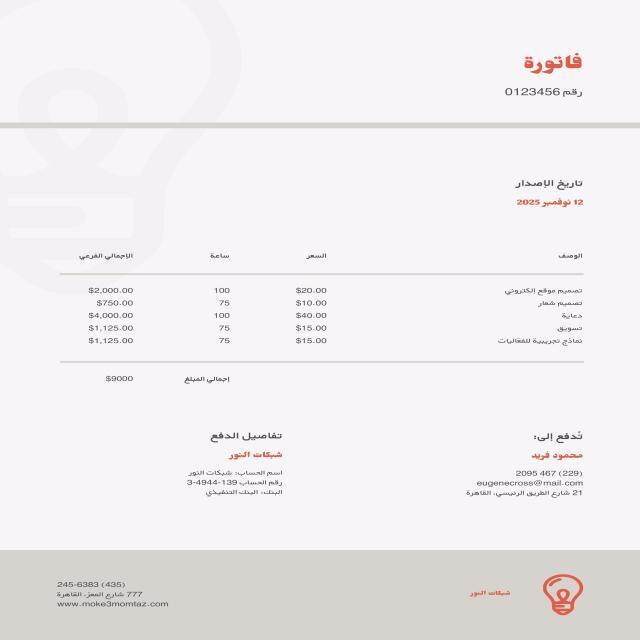 فاتورة
رقم 0123456
تاريخ الإصدار
12 نوفمبر 2025
الوصف السعر ساعة الإجمالي الفرعي
تصميم موقع إلكتروني $20.00 100 $2,000.00
تصميم شعار $10.00 75 $750.00
دعاية $40.00 100 $4,000.00
تسويق $15.00 75 $1,125.00
نماذج تجريبية للفعّاليات $15.00 75 $1,125.00
إجمالي المبلغ $9000
تُدفع إلى:
محمود فريد
(229) 467 2095
eugenecross@mail.com
21 شارع الطريق الرئيسي، القاهرة
تفاصيل الدفع
شبكات النور
اسم الحساب: شبكات النور
رقم الحساب 139-4944-3
البنك: البنك التنفيذي
شبكات النور
(435) 245-6383
777 شارع المعز، القاهرة
www.moke3momtaz.com